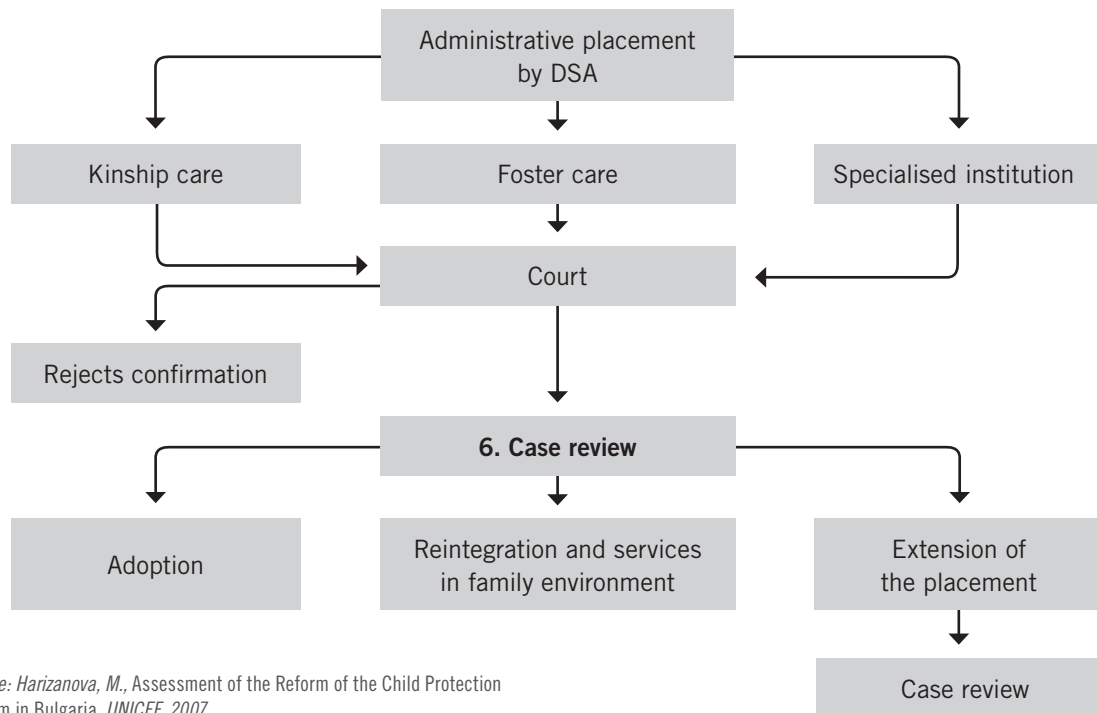 Administrative placement
by DSA
Kinship care
Foster care
Specialised institution
Court
Rejects confirmation
6. Case review
Adoption
Reintegration and services
in family environment
Extension of
the placement
Case review
e: Harizanova, M., Assessment of the Reform of the Child Protection
m in Bulgaria, UNICEF, 2007